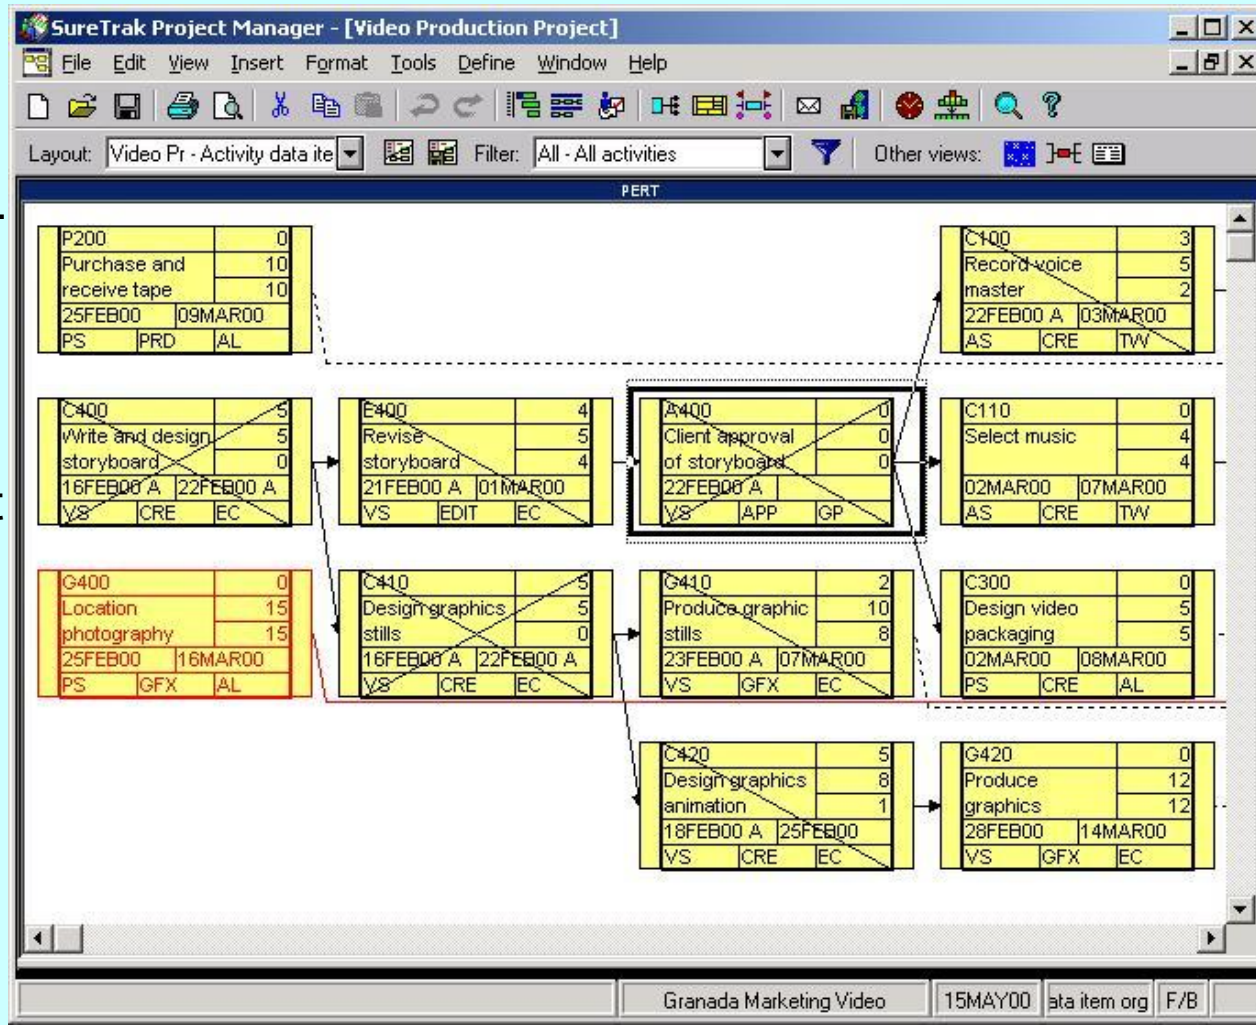 SureTrak Project Manager - [Video Production Project]
File Edit View Insert Format Tools Define Window Help
Layout: Video Pr - Activity data ite Filter: All - All activities Other views:
PERT
P200 0
Purchase and 10
receive tape 10
25FEB00 09MAR00
PS PRD AL
C100 3
Record voice 5
master 2
22FEB00 A 03MAR00
AS CRE TW
C400 5
Write and design 5
storyboard 0
16FEB00 A 22FEB00 A
VS CRE EC
E400 4
Revise 5
storyboard 4
21FEB00 A 01MAR00
VS EDIT EC
A400 0
Client approval 0
of storyboard 0
22FEB00 A
VS APP GP
C110 0
Select music 4
4
02MAR00 07MAR00
AS CRE TW
G400 0
Location 15
photography 15
25FEB00 16MAR00
PS GFX AL
C410 5
Design graphics 5
stills 0
16FEB00 A 22FEB00 A
VS CRE EC
G410 2
Produce graphic 10
stills 8
23FEB00 A 07MAR00
VS GFX EC
C300 0
Design video 5
packaging 5
02MAR00 08MAR00
PS CRE AL
C420 5
Design graphics 8
animation 1
18FEB00 A 25FEB00
VS CRE EC
G420 0
Produce 12
graphics 12
28FEB00 14MAR00
VS GFX EC
Granada Marketing Video 15MAY00 ata item org F/B